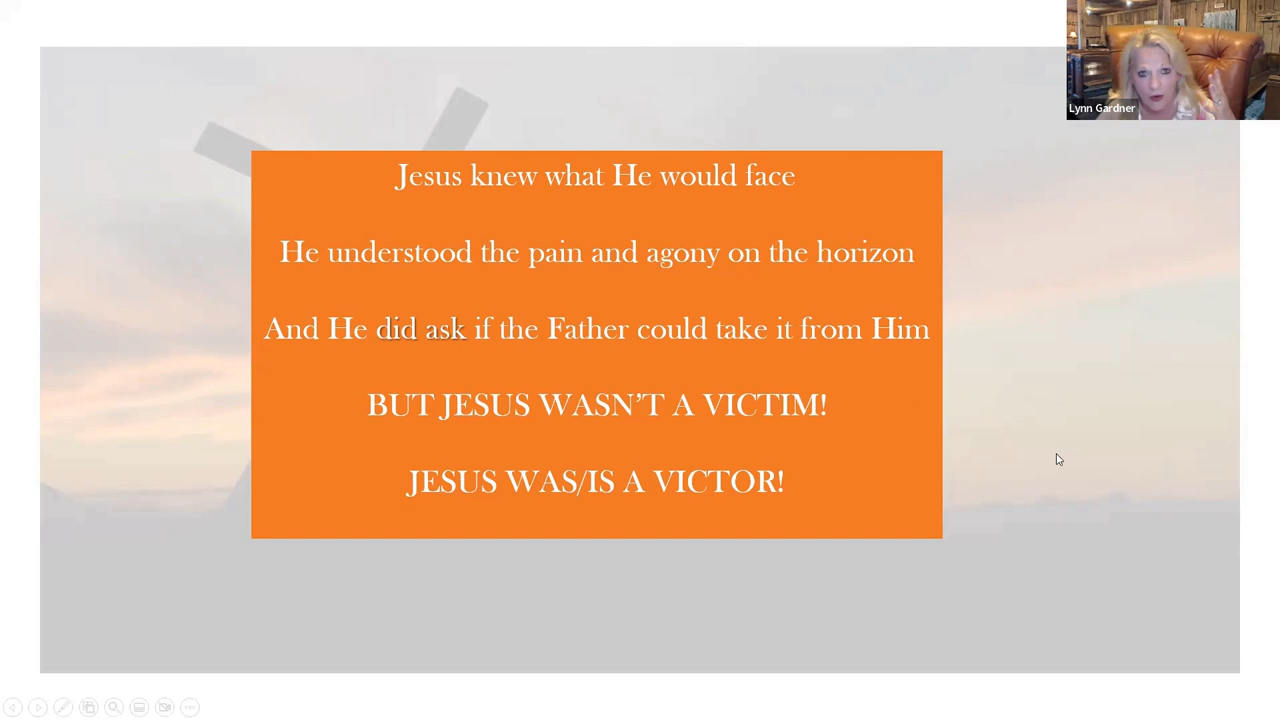 Lynn Gardner
Jesus knew what He would face
He understood the pain and agony on the horizon
And He did ask if the Father could take it from Him
BUT JESUS WASN’T A VICTIM!
JESUS WAS/IS A VICTOR!